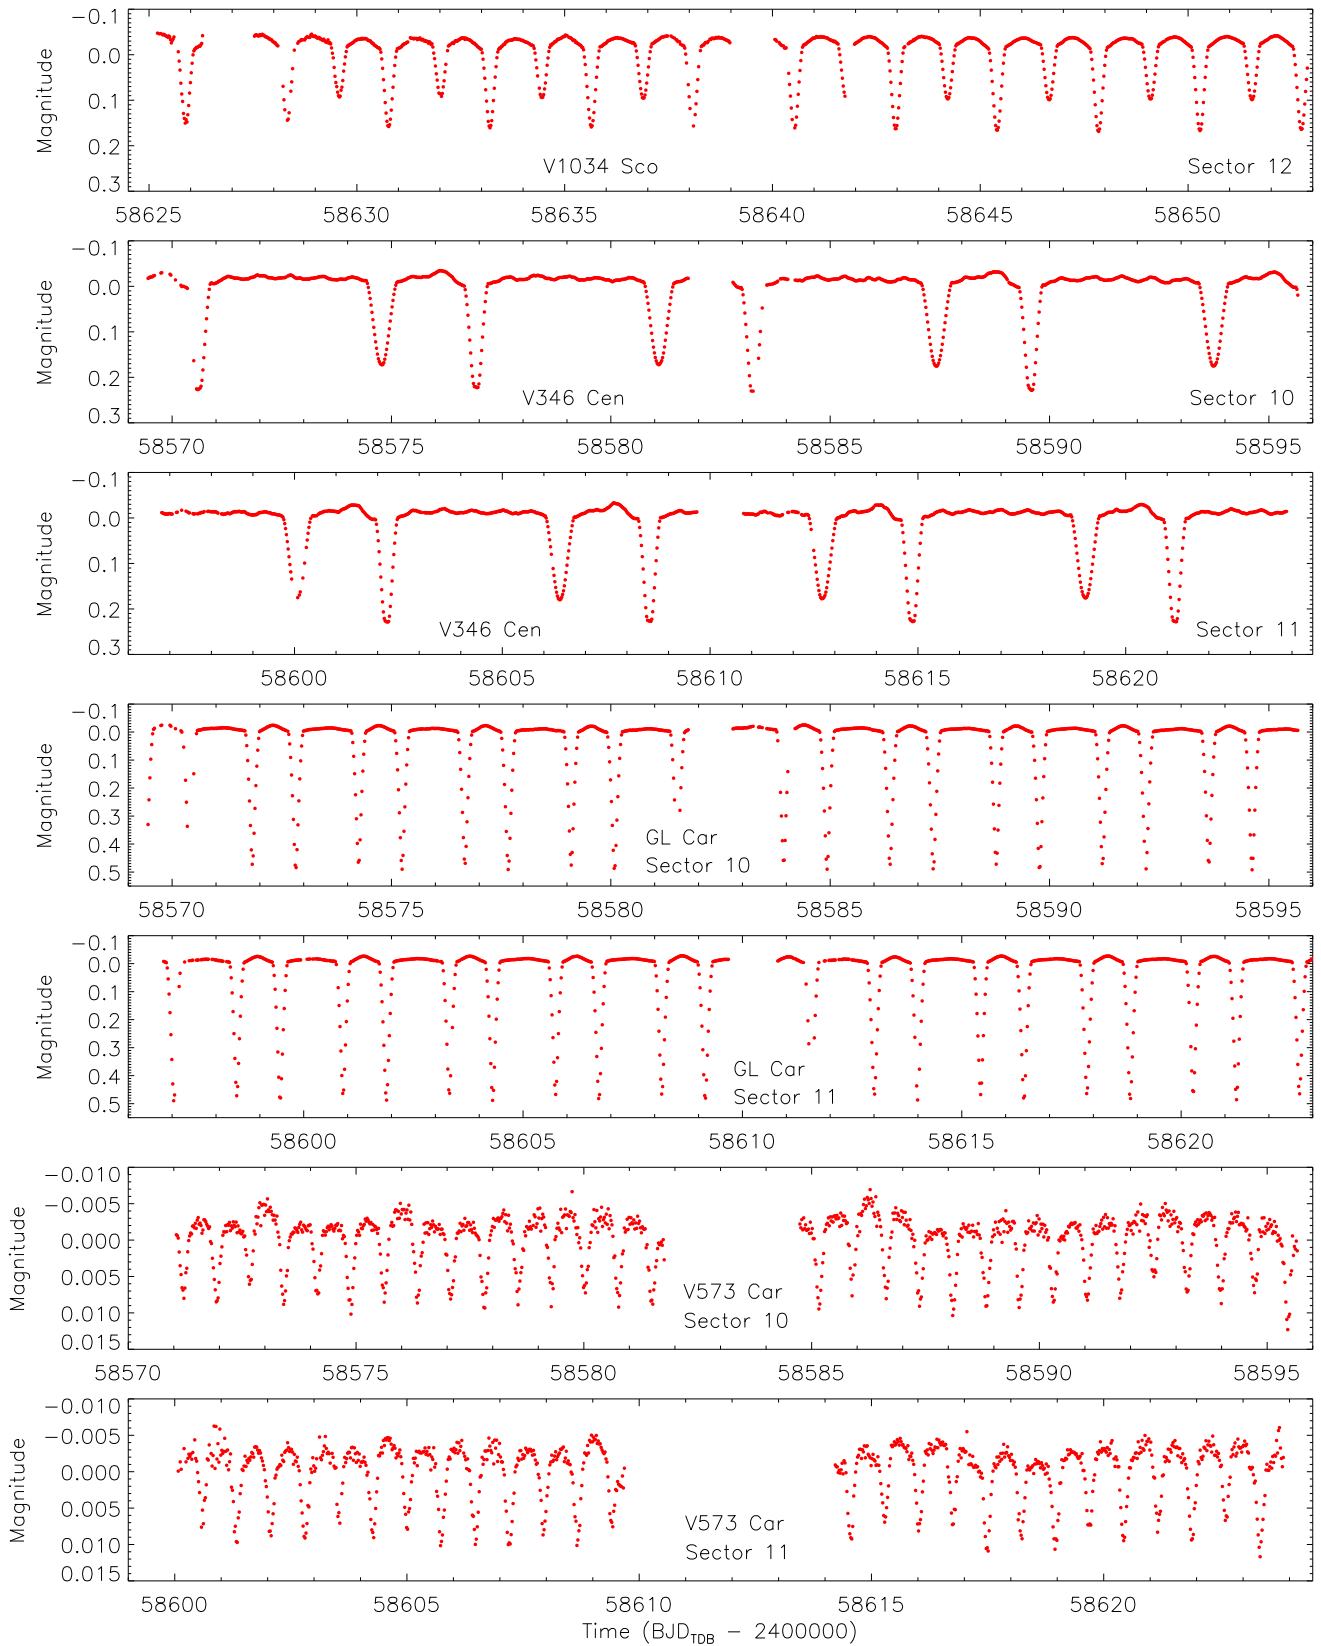 -0.1
0.0
0.1
0.2
0.3
Magnitude
V1034 Sco
Sector 12
58625 58630 58635 58640 58645 58650
-0.1
0.0
0.1
0.2
0.3
Magnitude
V346 Cen
Sector 10
58570 58575 58580 58585 58590 58595
-0.1
0.0
0.1
0.2
0.3
Magnitude
V346 Cen
Sector 11
58600 58605 58610 58615 58620
-0.1
0.0
0.1
0.2
0.3
0.4
0.5
Magnitude
GL Car
Sector 10
58570 58575 58580 58585 58590 58595
-0.1
0.0
0.1
0.2
0.3
0.4
0.5
Magnitude
GL Car
Sector 11
58600 58605 58610 58615 58620
-0.010
-0.005
0.000
0.005
0.010
0.015
Magnitude
V573 Car
Sector 10
58570 58575 58580 58585 58590 58595
-0.010
-0.005
0.000
0.005
0.010
0.015
Magnitude
V573 Car
Sector 11
58600 58605 58610 58615 58620
Time (BJD_TDB − 2400000)